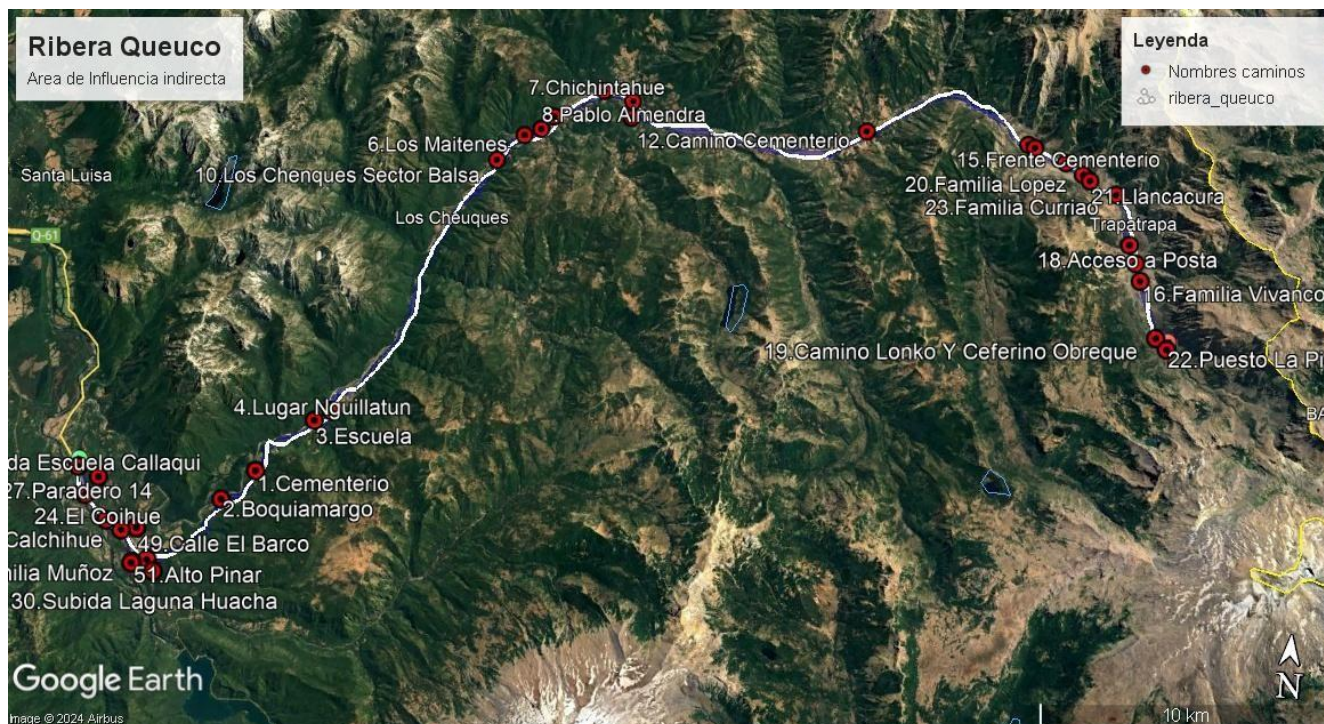 Ribera Queuco
Area de Influencia indirecta
Leyenda
Nombres caminos
ribera_queuco
7.Chichintahue
8.Pablo Almendra
6.Los Maitenes
12.Camino Cementerio
15.Frente Cementerio
Santa Luisa
10.Los Chenques Sector Balsa
20.Familia Lopez
21.Llancacura
23.Familia Curriao
Los Cheuques
Trapatrapa
Q-61
18.Acceso a Posta
16.Familia Vivanco
19.Camino Lonko Y Ceferino Obreque
22.Puesto La Pi
4.Lugar Nguillatun
BA
3.Escuela
da Escuela Callaqui
1.Cementerio
27.Paradero 14
2.Boquiamargo
24.El Coihue
Calchihue
49.Calle El Barco
milia Muñoz
51.Alto Pinar
30.Subida Laguna Huacha
N
Google Earth
Image © 2024 Airbus
10 km